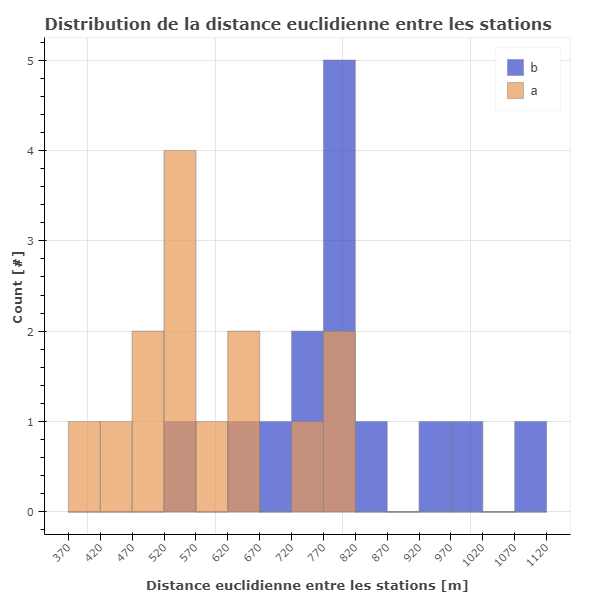 Distribution de la distance euclidienne entre les stations
b
a
5
4
3
2
1
0
Count [#]
370 420 470 520 570 620 670 720 770 820 870 920 970 1020 1070 1120
Distance euclidienne entre les stations [m]